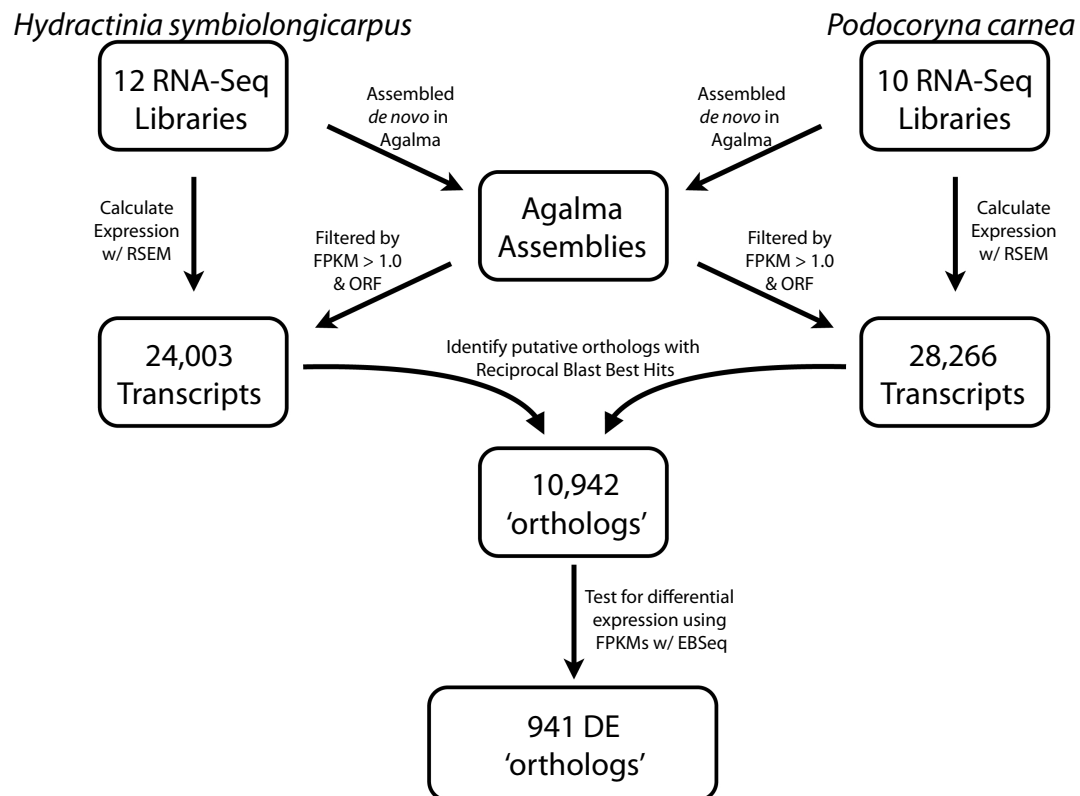 Hydractinia symbiolongicarpus
Podocoryna carnea
12 RNA-Seq
Libraries
10 RNA-Seq
Libraries
Assembled
de novo in
Agalma
Assembled
de novo in
Agalma
Agalma
Assemblies
Calculate
Expression
w/ RSEM
Filtered by
FPKM > 1.0
& ORF
Filtered by
FPKM > 1.0
& ORF
Calculate
Expression
w/ RSEM
24,003
Transcripts
Identify putative orthologs with
Reciprocal Blast Best Hits
28,266
Transcripts
10,942
‘orthologs’
Test for differential
expression using
FPKMs w/ EBSeq
941 DE
‘orthologs’